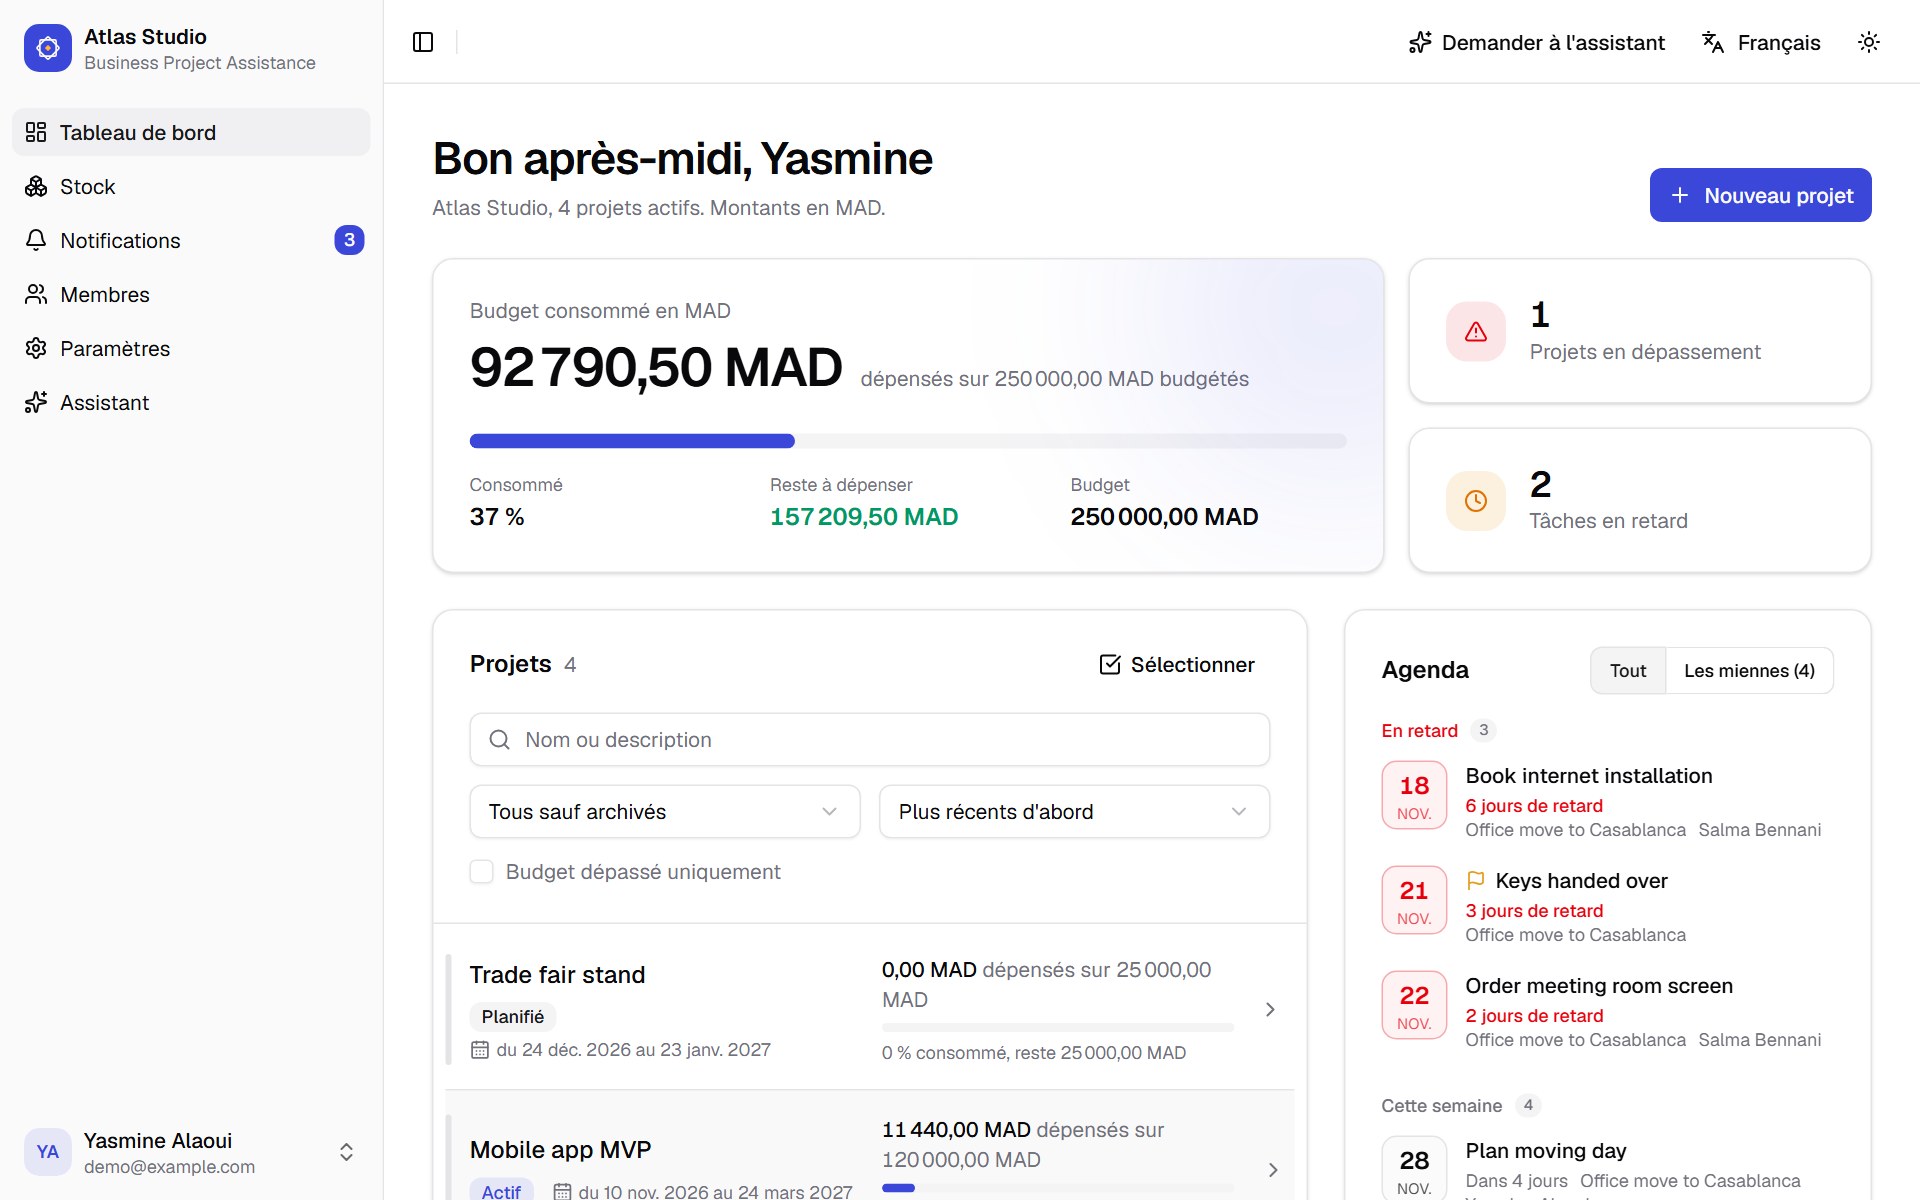 Atlas Studio
Business Project Assistance
Tableau de bord
Stock
Notifications
3
Membres
Paramètres
Assistant
Yasmine Alaoui
YA
demo@example.com
Demander à l'assistant
Français
Bon après-midi, Yasmine
Atlas Studio, 4 projets actifs. Montants en MAD.
Nouveau projet
Budget consommé en MAD
92 790,50 MAD dépensés sur 250 000,00 MAD budgétés
Consommé
37 %
Reste à dépenser
157 209,50 MAD
Budget
250 000,00 MAD
1
Projets en dépassement
2
Tâches en retard
Projets 4
Sélectionner
Nom ou description
Tous sauf archivés
Plus récents d'abord
Budget dépassé uniquement
Trade fair stand
Planifié
du 24 déc. 2026 au 23 janv. 2027
0,00 MAD dépensés sur 25 000,00
MAD
0 % consommé, reste 25 000,00 MAD
Mobile app MVP
Actif
du 10 nov. 2026 au 24 mars 2027
11 440,00 MAD dépensés sur
120 000,00 MAD
Agenda
Tout
Les miennes (4)
En retard 3
18
NOV.
Book internet installation
6 jours de retard
Office move to Casablanca Salma Bennani
21
NOV.
Keys handed over
3 jours de retard
Office move to Casablanca
22
NOV.
Order meeting room screen
2 jours de retard
Office move to Casablanca Salma Bennani
Cette semaine 4
28
NOV.
Plan moving day
Dans 4 jours Office move to Casablanca